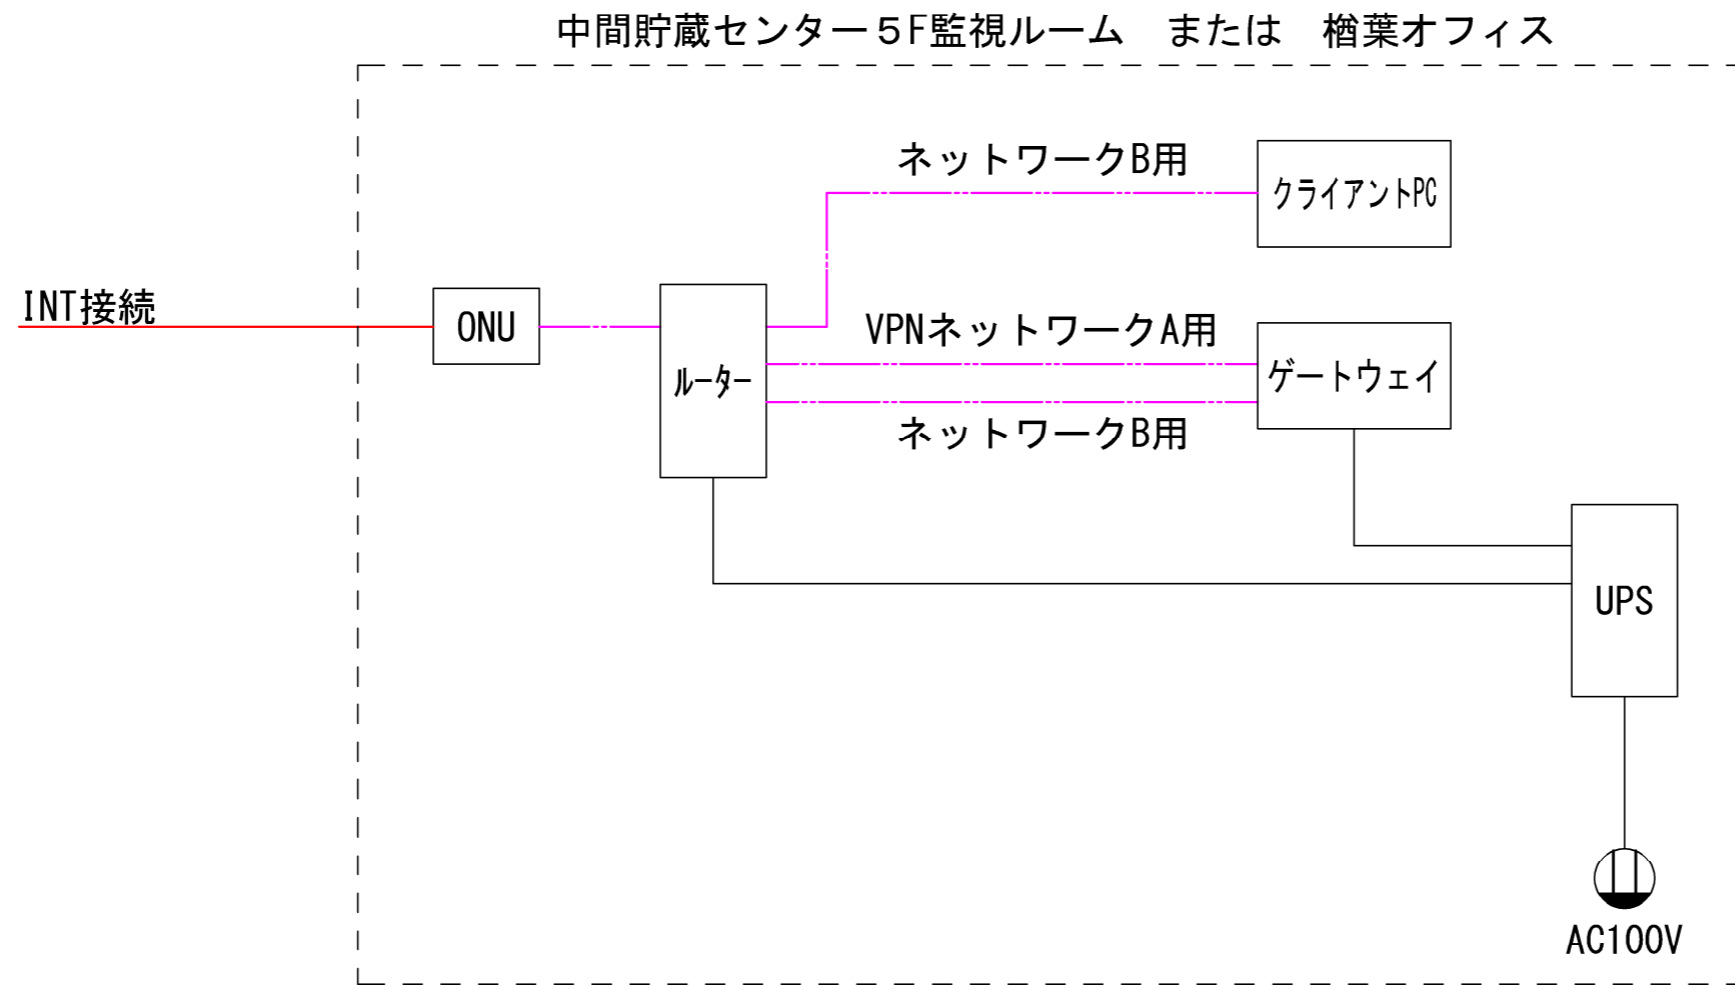 中間貯蔵センター５F監視ルーム　または　楢葉オフィス
ネットワークB用
クライアントPC
INT接続
ONU
ルーター
VPNネットワークA用
ゲートウェイ
ネットワークB用
UPS
AC100V